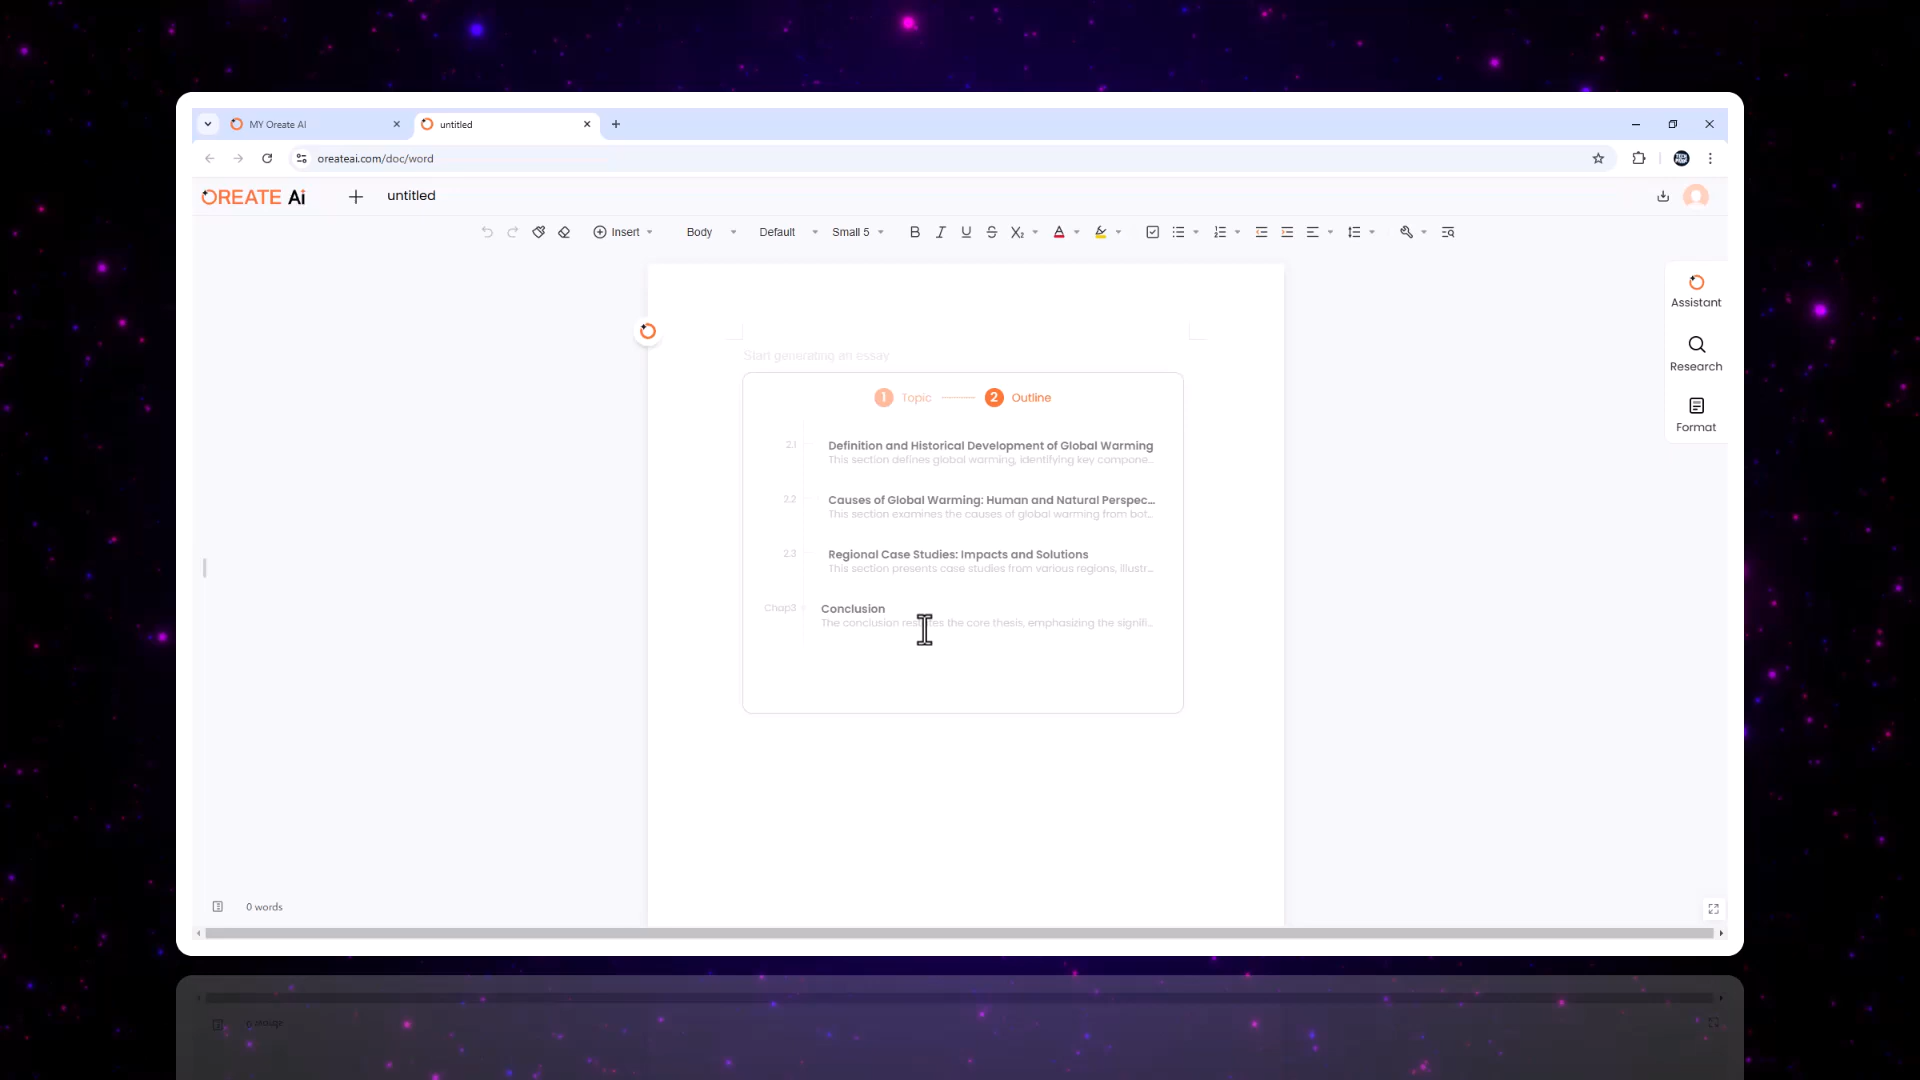 MY Oreate AI
untitled
oreateai.com/doc/word
OREATE Ai
untitled
Insert
Body
Default
Small 5
B I U S X₂ A
Assistant
Research
Format
Start generating an essay
1 Topic
2 Outline
2.1 Definition and Historical Development of Global Warming
This section defines global warming, identifying key compone...
2.2 Causes of Global Warming: Human and Natural Perspec...
This section examines the causes of global warming from bot...
2.3 Regional Case Studies: Impacts and Solutions
This section presents case studies from various regions, illustr...
Chap3 Conclusion
The conclusion restates the core thesis, emphasizing the signifi...
0 words